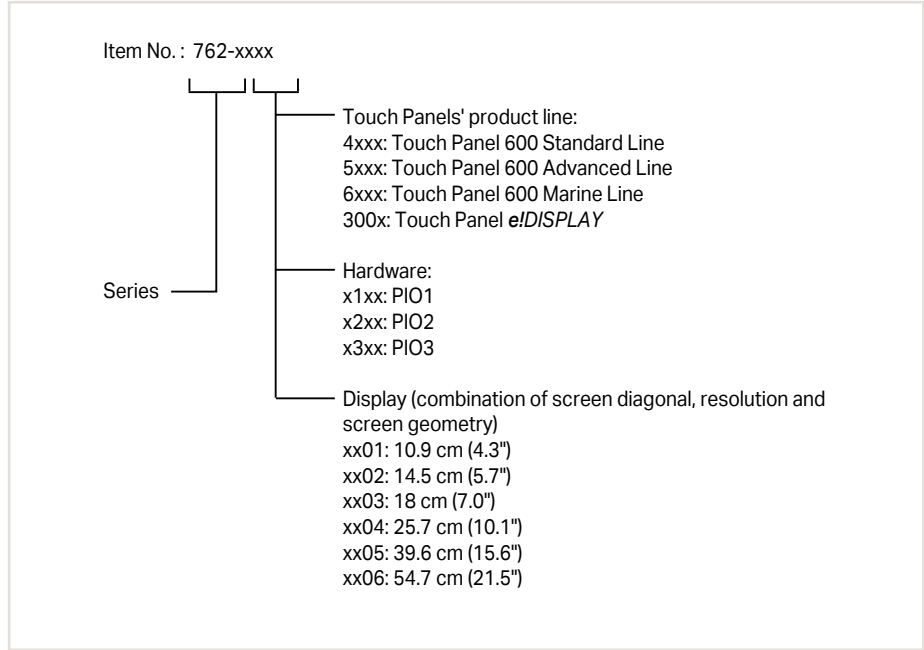 Item No. : 762-xxxx
Touch Panels' product line:
4xxx: Touch Panel 600 Standard Line
5xxx: Touch Panel 600 Advanced Line
6xxx: Touch Panel 600 Marine Line
300x: Touch Panel e!DISPLAY
Series
Hardware:
x1xx: PIO1
x2xx: PIO2
x3xx: PIO3
Display (combination of screen diagonal, resolution and
screen geometry)
xx01: 10.9 cm (4.3")
xx02: 14.5 cm (5.7")
xx03: 18 cm (7.0")
xx04: 25.7 cm (10.1")
xx05: 39.6 cm (15.6")
xx06: 54.7 cm (21.5")